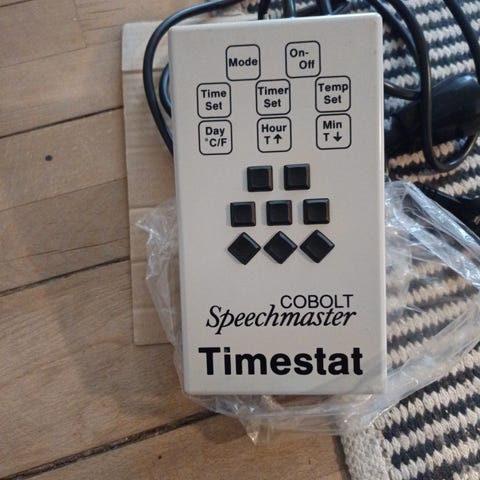 Mode
On-
Off
Time
Set
Timer
Set
Temp
Set
Day
°C/F
Hour
T ↑
Min
T ↓
COBOLT
Speechmaster
Timestat